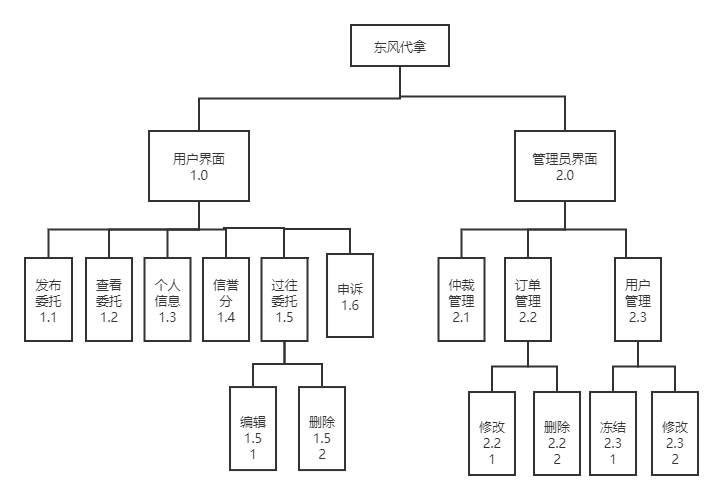 东风代拿
用户界面
1.0
管理员界面
2.0
发布
委托
1.1
查看
委托
1.2
个人
信息
1.3
信誉
分
1.4
过往
委托
1.5
申诉
1.6
仲裁
管理
2.1
订单
管理
2.2
用户
管理
2.3
编辑
1.5
1
删除
1.5
2
修改
2.2
1
删除
2.2
2
冻结
2.3
1
修改
2.3
2